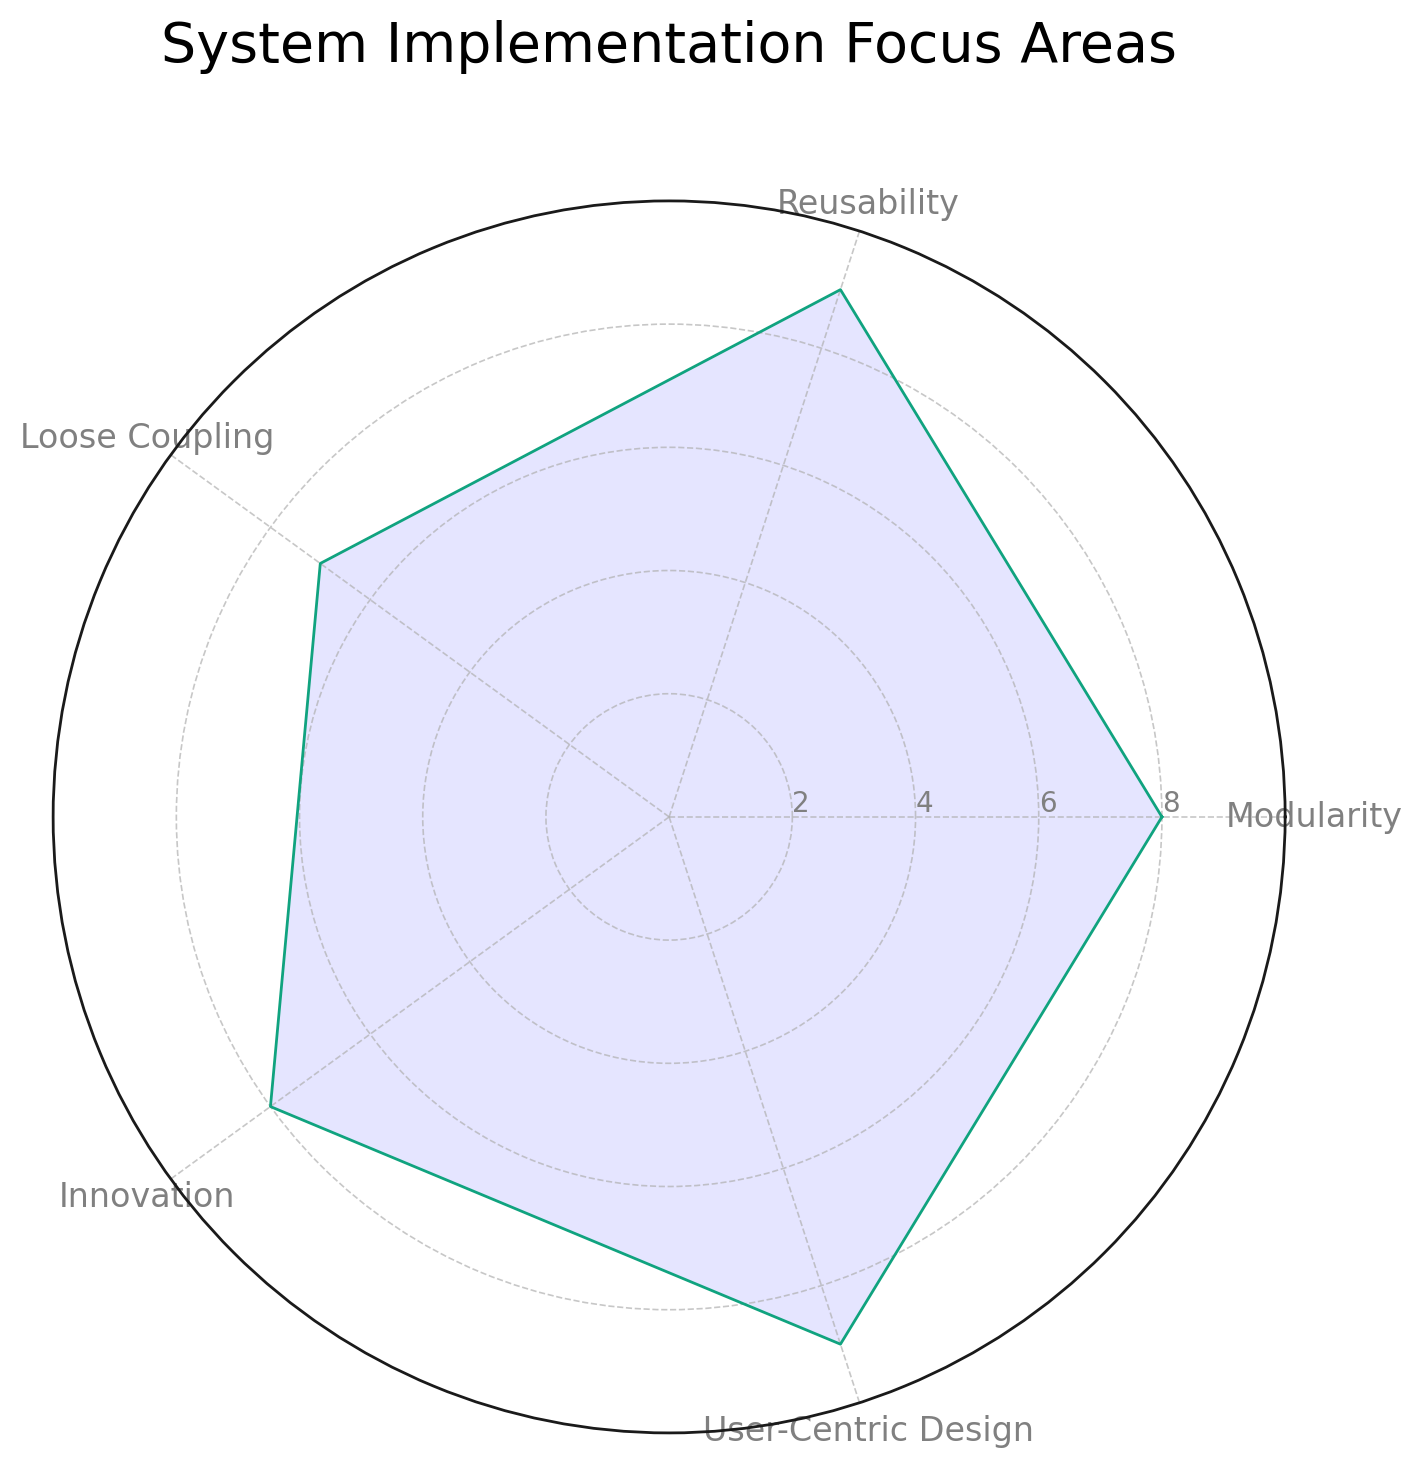 System Implementation Focus Areas
Reusability
Loose Coupling
2 4 6 8
Modularity
Innovation
User-Centric Design